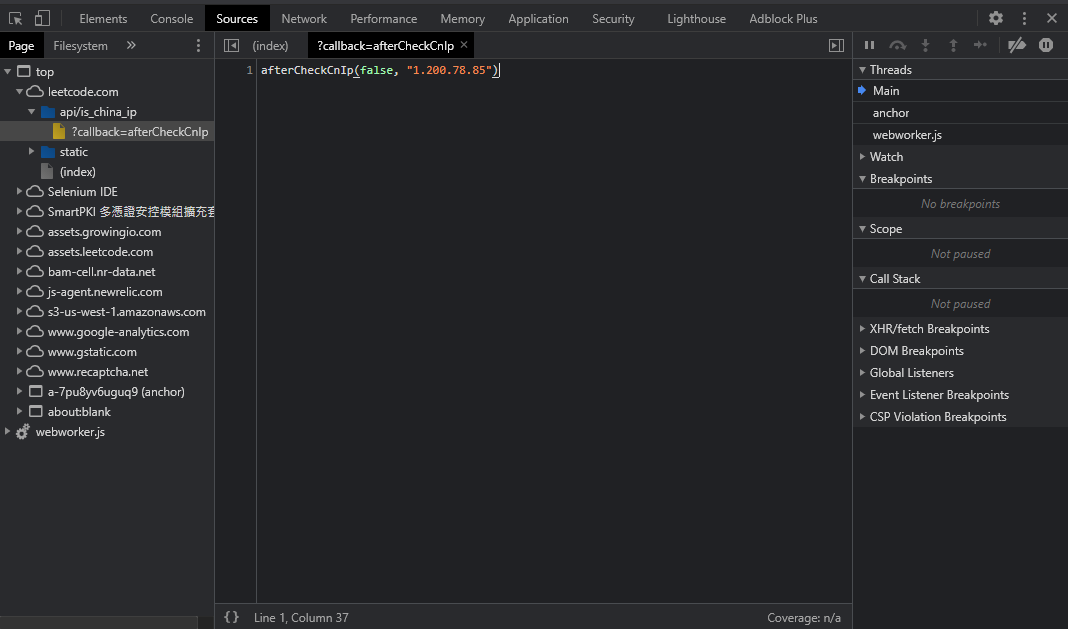 Elements Console Sources Network Performance Memory Application Security Lighthouse Adblock Plus
Page Filesystem » (index) ?callback=afterCheckCnIp ×
top
leetcode.com
api/is_china_ip
?callback=afterCheckCnIp
static
(index)
Selenium IDE
SmartPKI 多憑證安控模組擴充套
assets.growingio.com
assets.leetcode.com
bam-cell.nr-data.net
js-agent.newrelic.com
s3-us-west-1.amazonaws.com
www.google-analytics.com
www.gstatic.com
www.recaptcha.net
a-7pu8yv6uguq9 (anchor)
about:blank
webworker.js
1 afterCheckCnIp(false, "1.200.78.85")
{} Line 1, Column 37 Coverage: n/a
Threads
Main
anchor
webworker.js
Watch
Breakpoints
No breakpoints
Scope
Not paused
Call Stack
Not paused
XHR/fetch Breakpoints
DOM Breakpoints
Global Listeners
Event Listener Breakpoints
CSP Violation Breakpoints